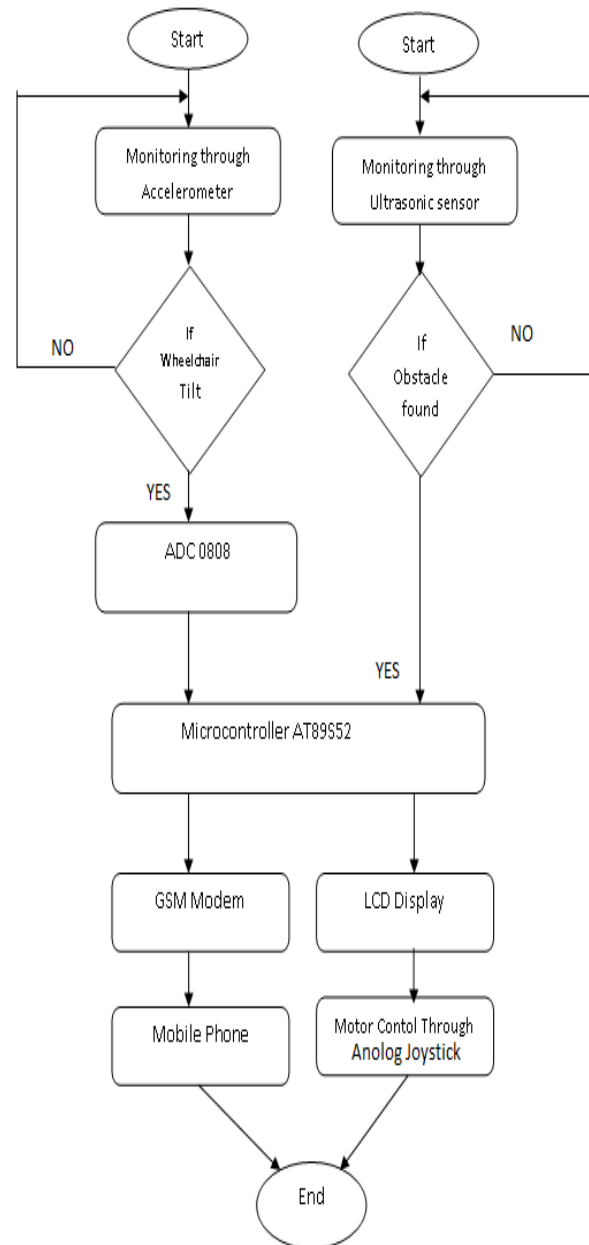 Start
Start
Monitoring through
Accelerometer
Monitoring through
Ultrasonic sensor
If
Wheelchair
Tilt
NO
If
Obstacle
found
NO
YES
ADC 0808
YES
Microcontroller AT89S52
GSM Modem
LCD Display
Mobile Phone
Motor Contol Through
Anolog Joystick
End